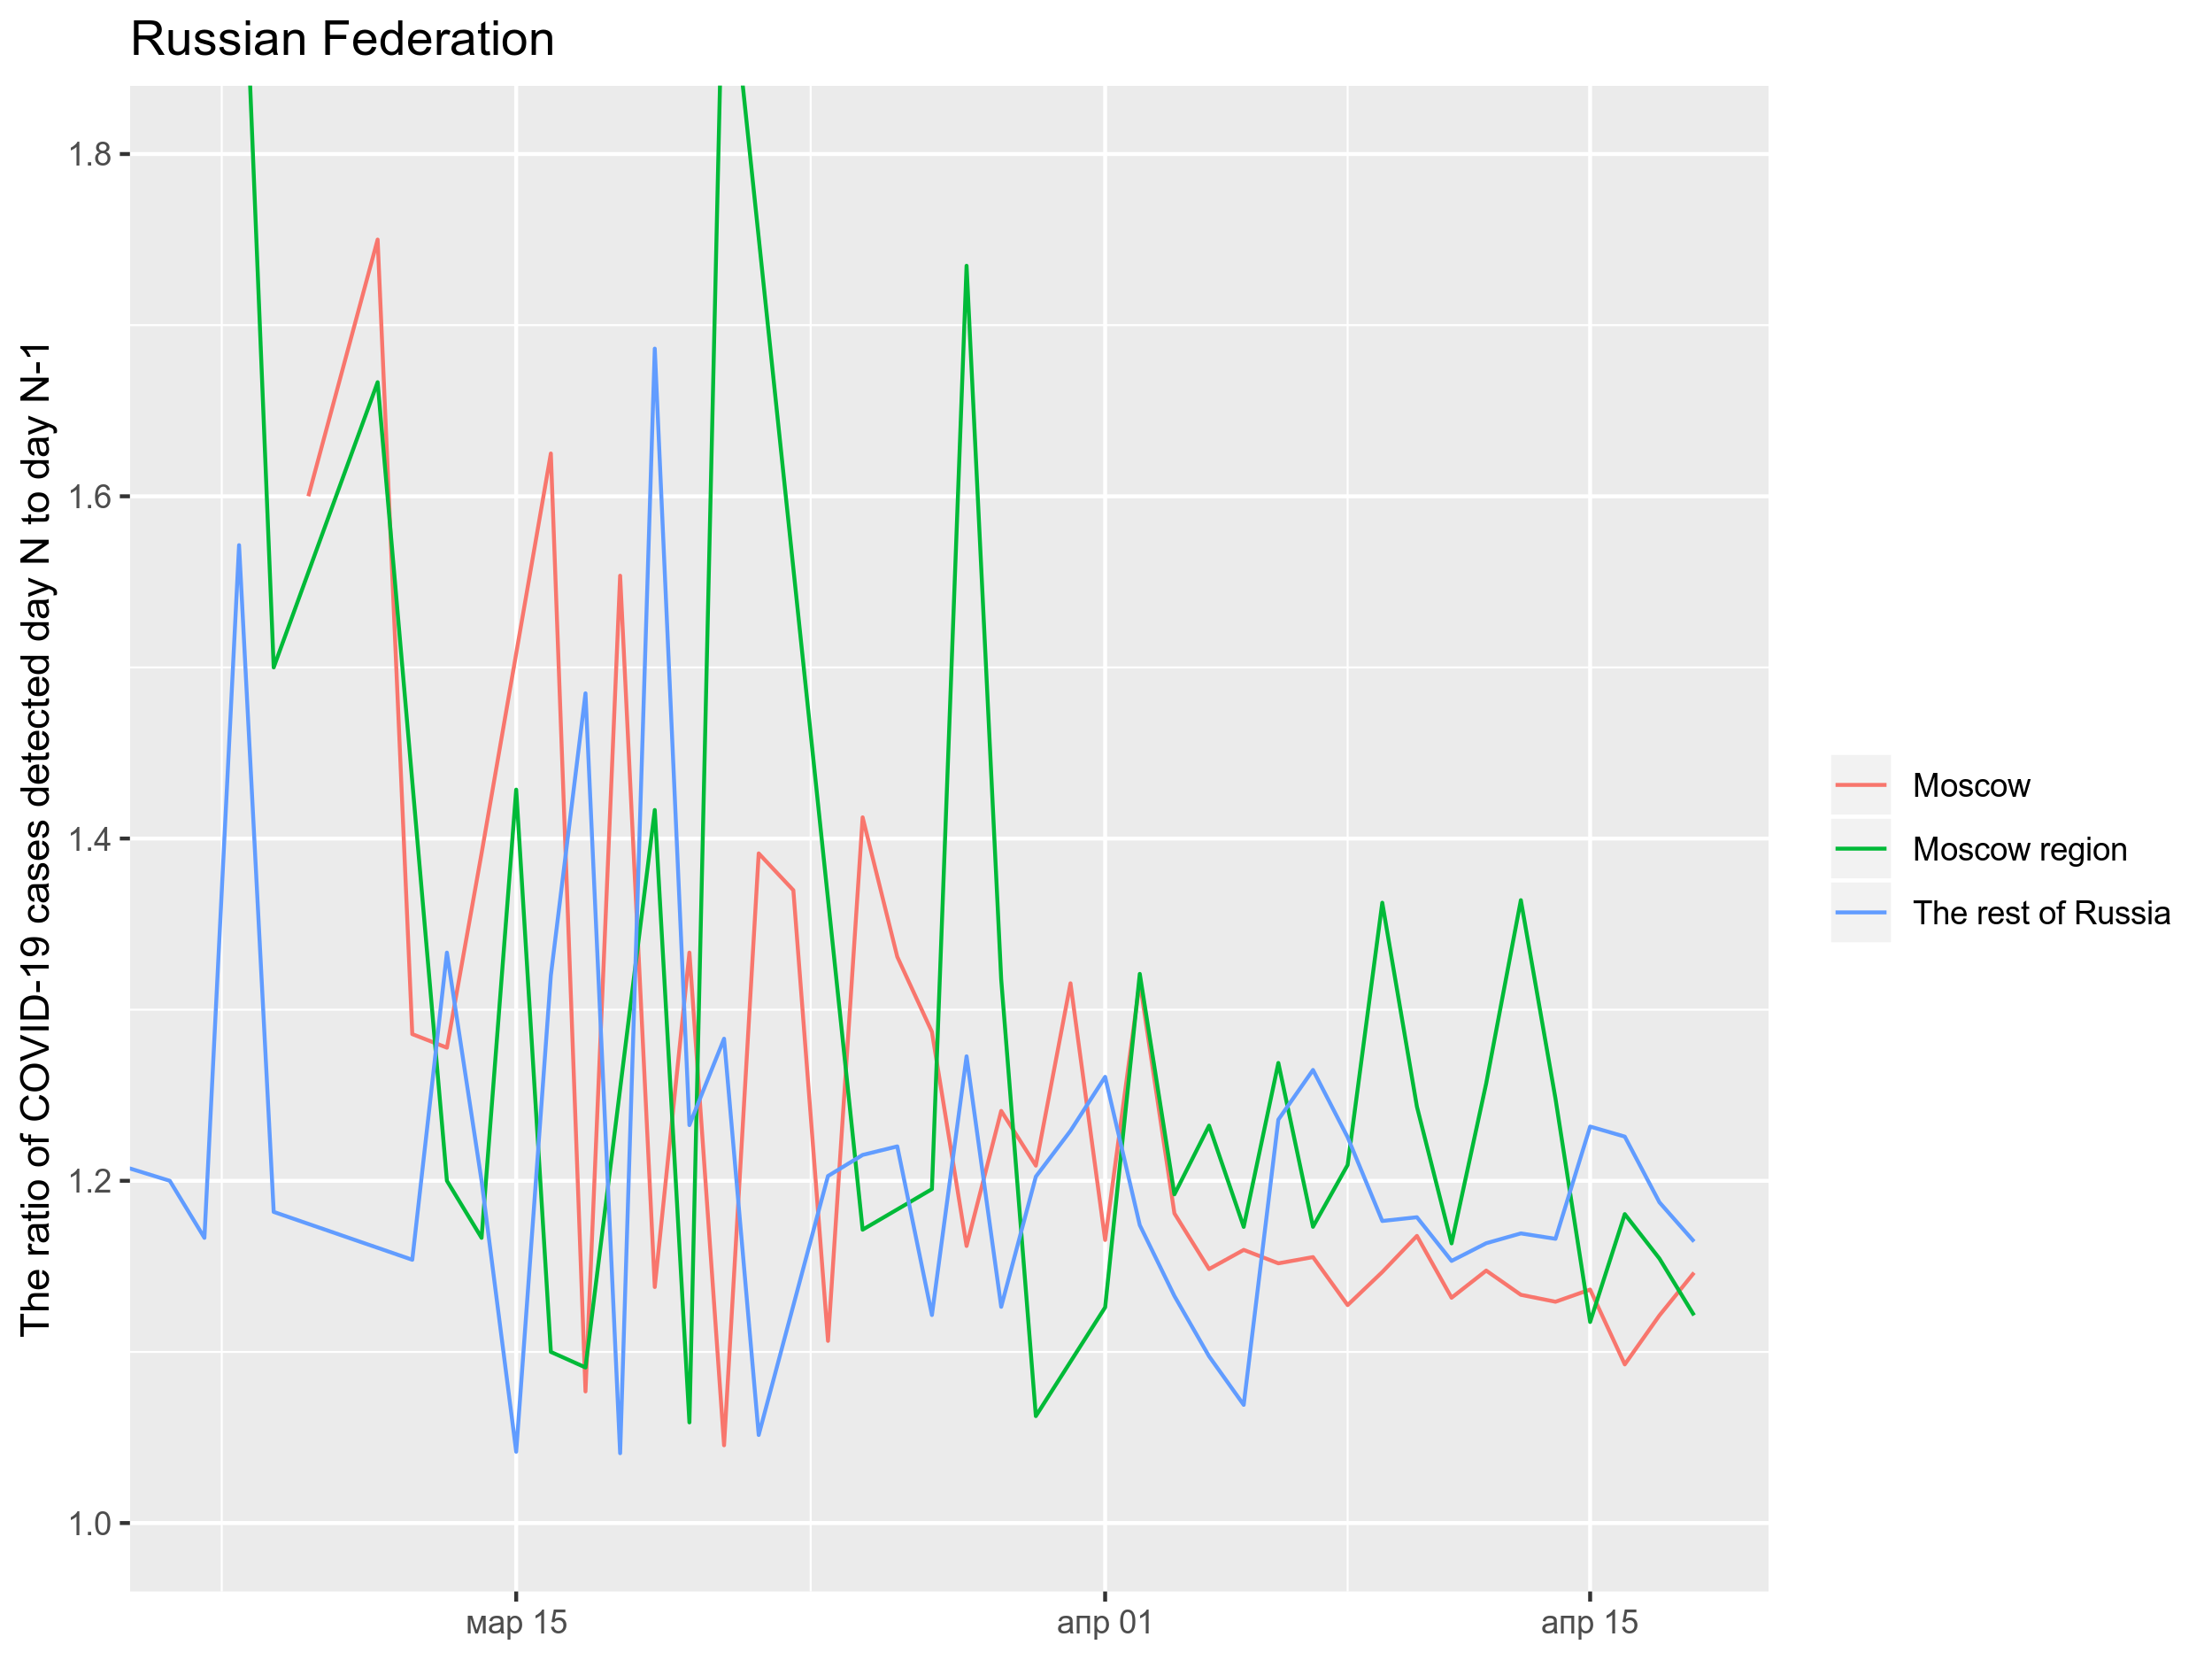 Russian Federation
The ratio of COVID-19 cases detected day N to day N-1
1.8
1.6
1.4
1.2
1.0
мар 15
апр 01
апр 15
Moscow
Moscow region
The rest of Russia